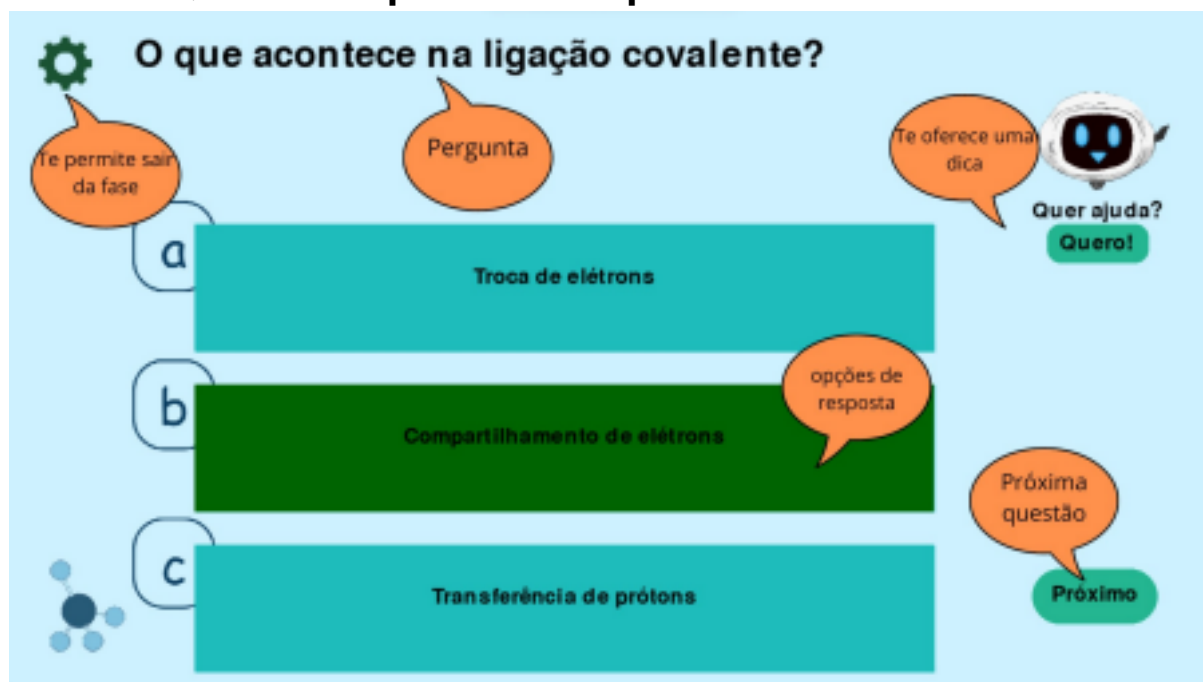 O que acontece na ligação covalente?
Te permite sair
da fase
Pergunta
Te oferece uma
dica
Quer ajuda?
Quero!
a
Troca de elétrons
b
Compartilhamento de elétrons
opções de
resposta
Próxima
questão
c
Transferência de prótons
Próximo